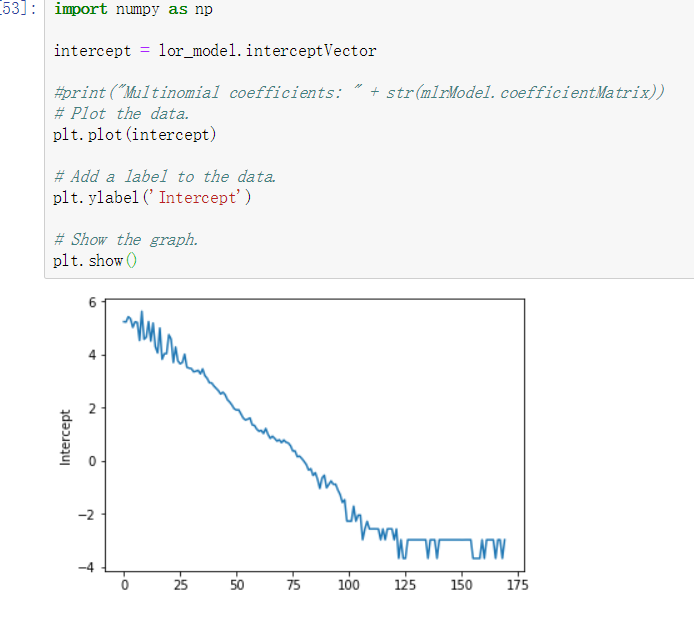 [53]:
import numpy as np
intercept = lor_model.interceptVector
#print("Multinomial coefficients: " + str(mlrModel.coefficientMatrix))
# Plot the data.
plt.plot(intercept)
# Add a label to the data.
plt.ylabel('Intercept')
# Show the graph.
plt.show()
6
4
2
0
−2
−4
Intercept
0 25 50 75 100 125 150 175